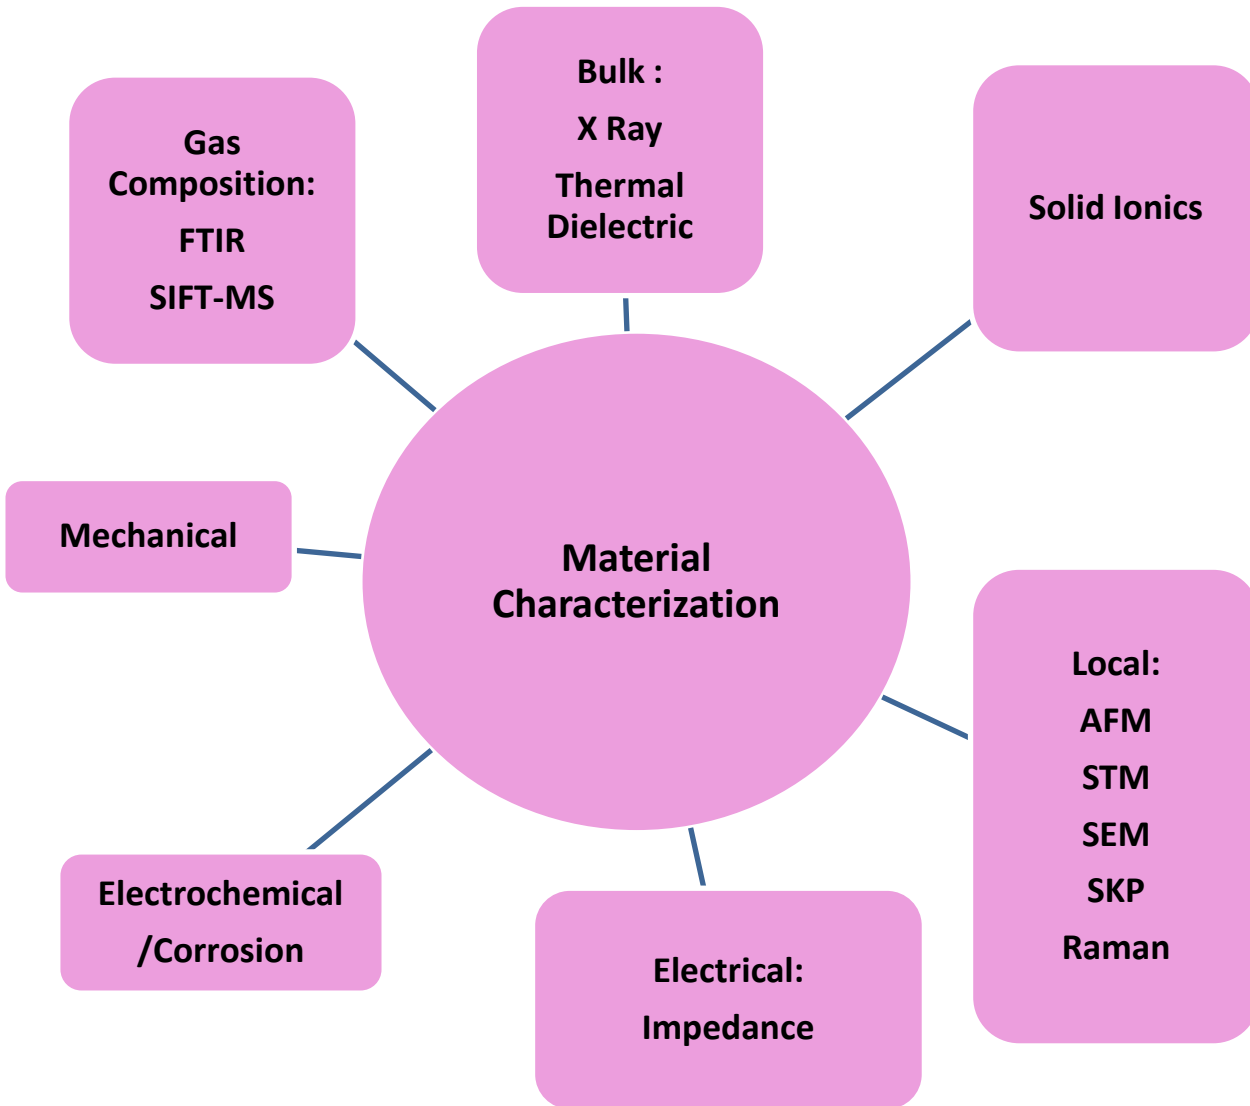 Bulk :
X Ray
Thermal
Dielectric
Gas
Composition:
FTIR
SIFT-MS
Solid Ionics
Mechanical
Material
Characterization
Local:
AFM
STM
SEM
SKP
Raman
Electrochemical
/Corrosion
Electrical:
Impedance